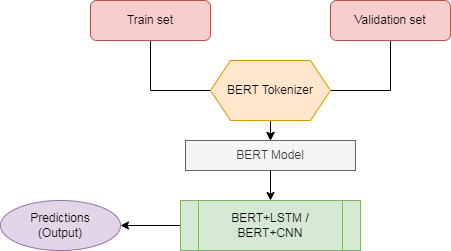 Train set
Validation set
BERT Tokenizer
BERT Model
BERT+LSTM /
BERT+CNN
Predictions
(Output)